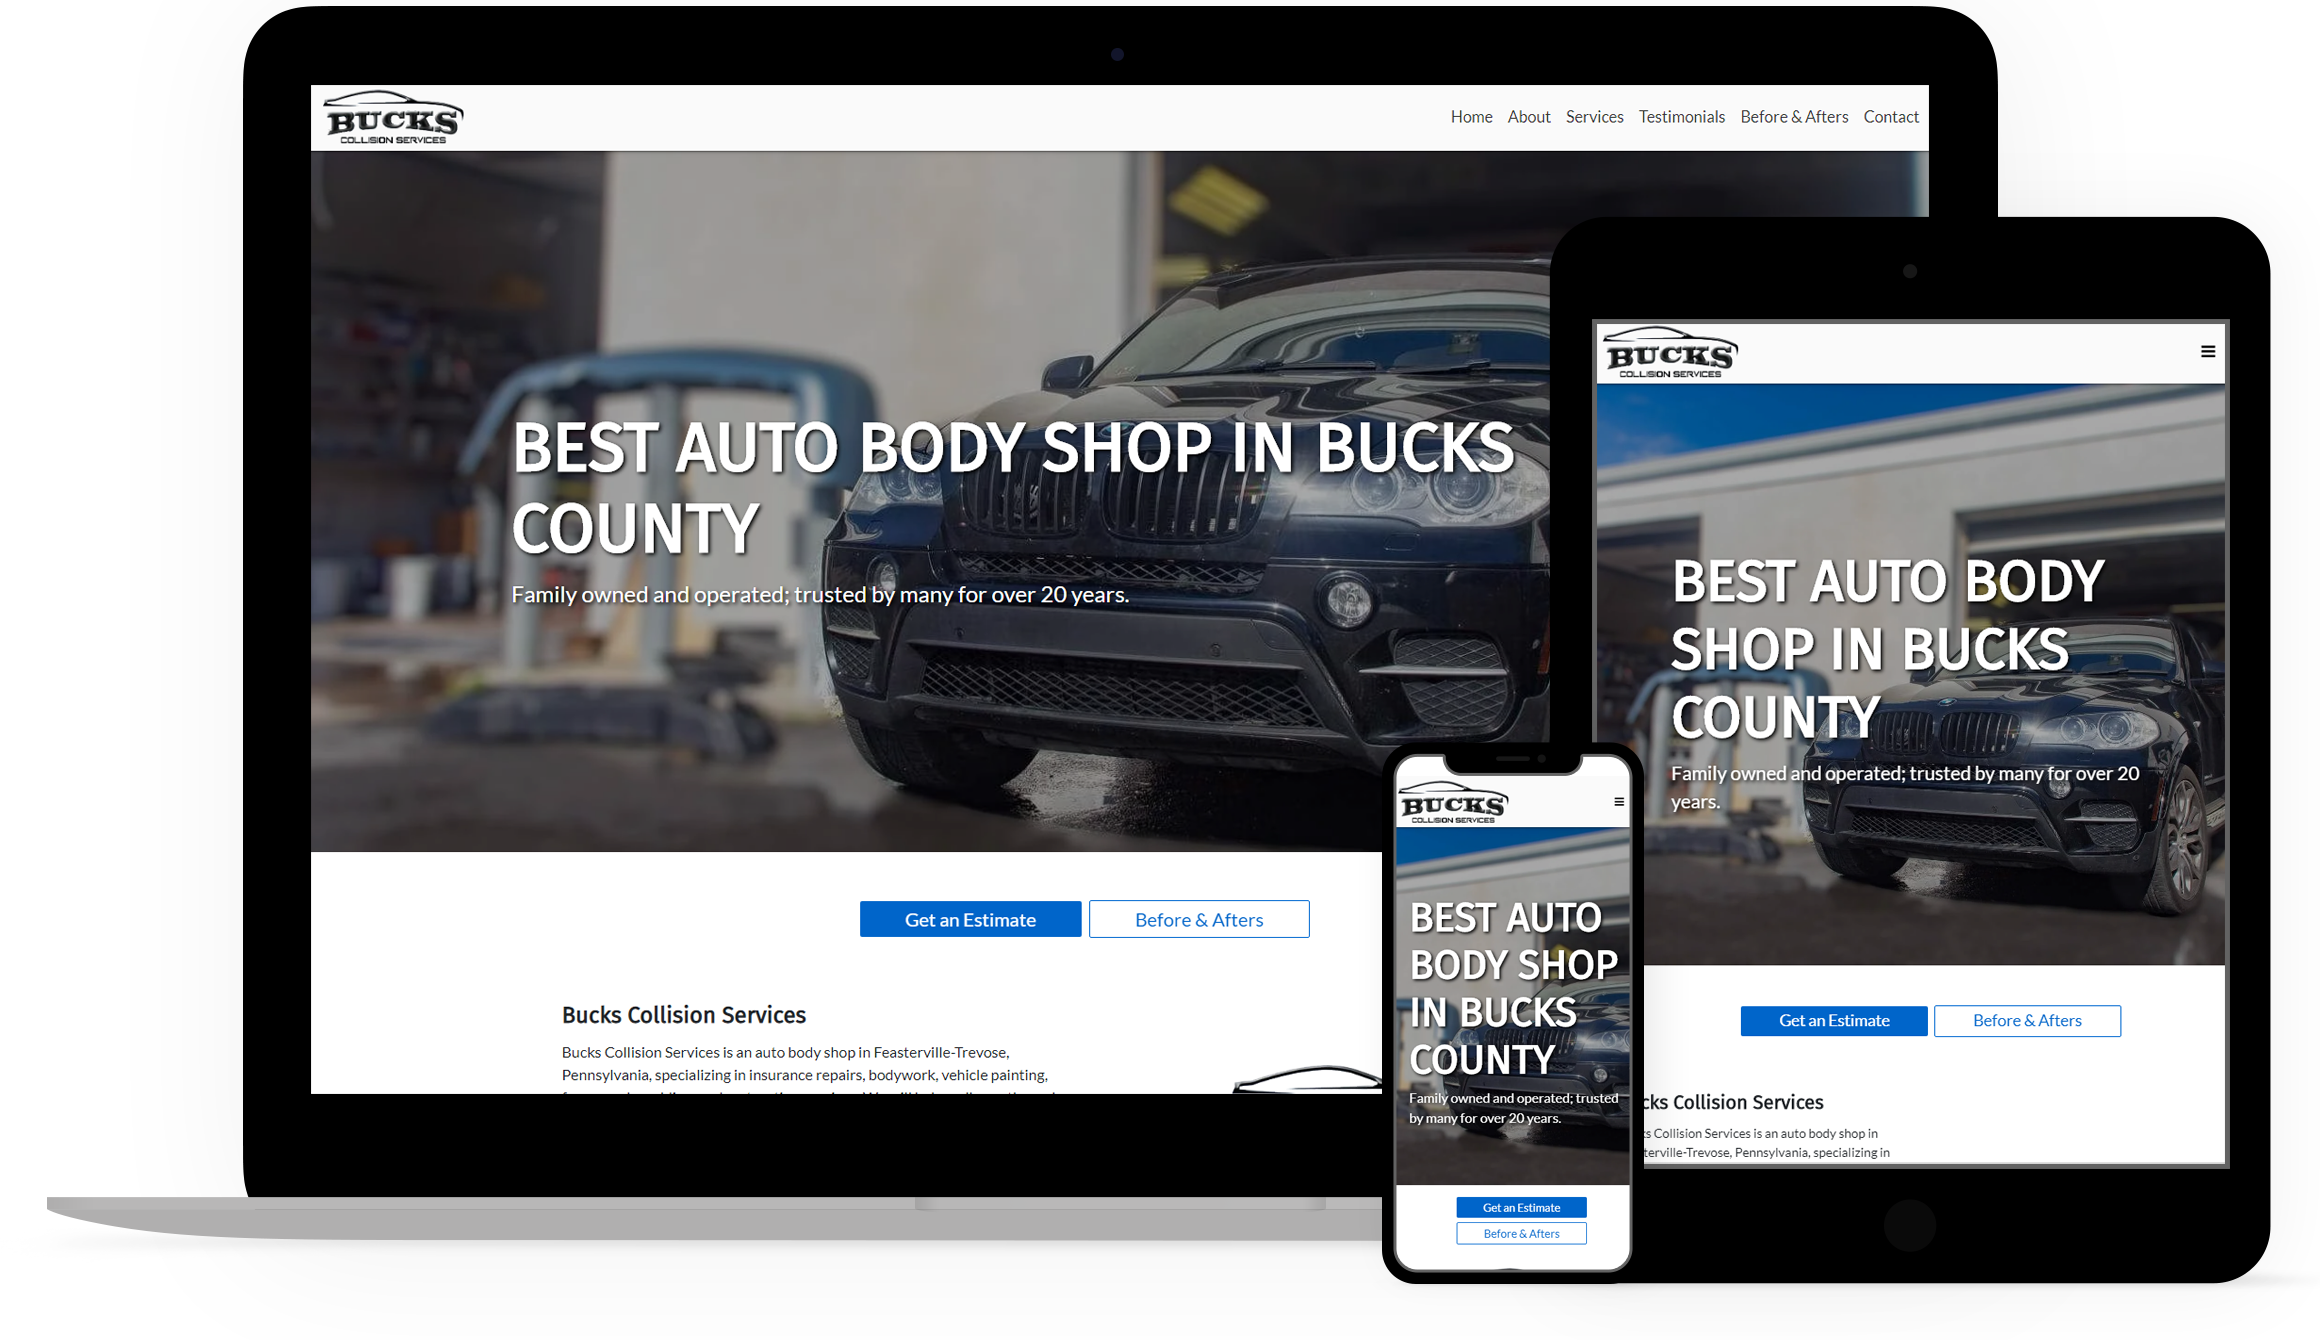 BUCKS
COLLISION SERVICES
Home About Services Testimonials Before & Afters Contact
BEST AUTO BODY SHOP IN BUCKS
COUNTY
Family owned and operated; trusted by many for over 20 years.
Get an Estimate Before & Afters
Bucks Collision Services
Bucks Collision Services is an auto body shop in Feasterville-Trevose,
Pennsylvania, specializing in insurance repairs, bodywork, vehicle painting,
BUCKS
COLLISION SERVICES
BEST AUTO BODY
SHOP IN BUCKS
COUNTY
Family owned and operated; trusted by many for over 20
years.
Get an Estimate Before & Afters
cks Collision Services
s Collision Services is an auto body shop in
terville-Trevose, Pennsylvania, specializing in
BUCKS
COLLISION SERVICES
BEST AUTO
BODY SHOP
IN BUCKS
COUNTY
Family owned and operated; trusted
by many for over 20 years.
Get an Estimate
Before & Afters